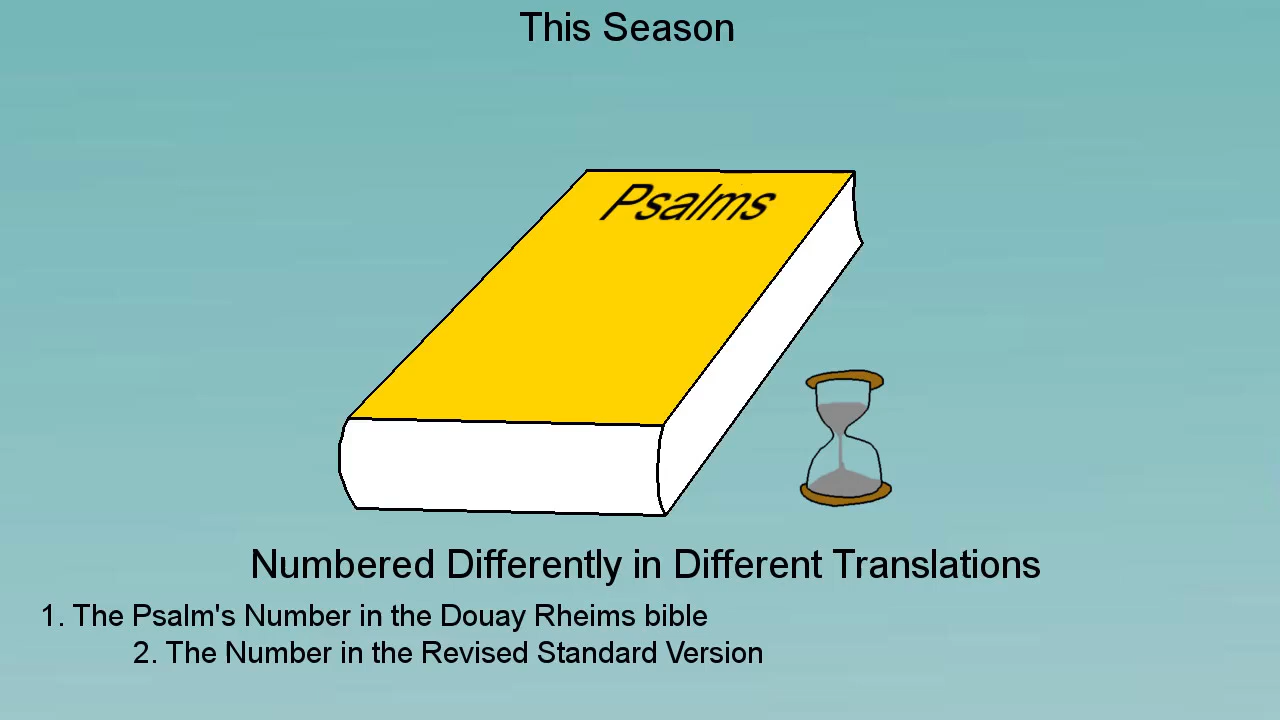 This Season
Psalms
Numbered Differently in Different Translations
1. The Psalm's Number in the Douay Rheims bible
2. The Number in the Revised Standard Version